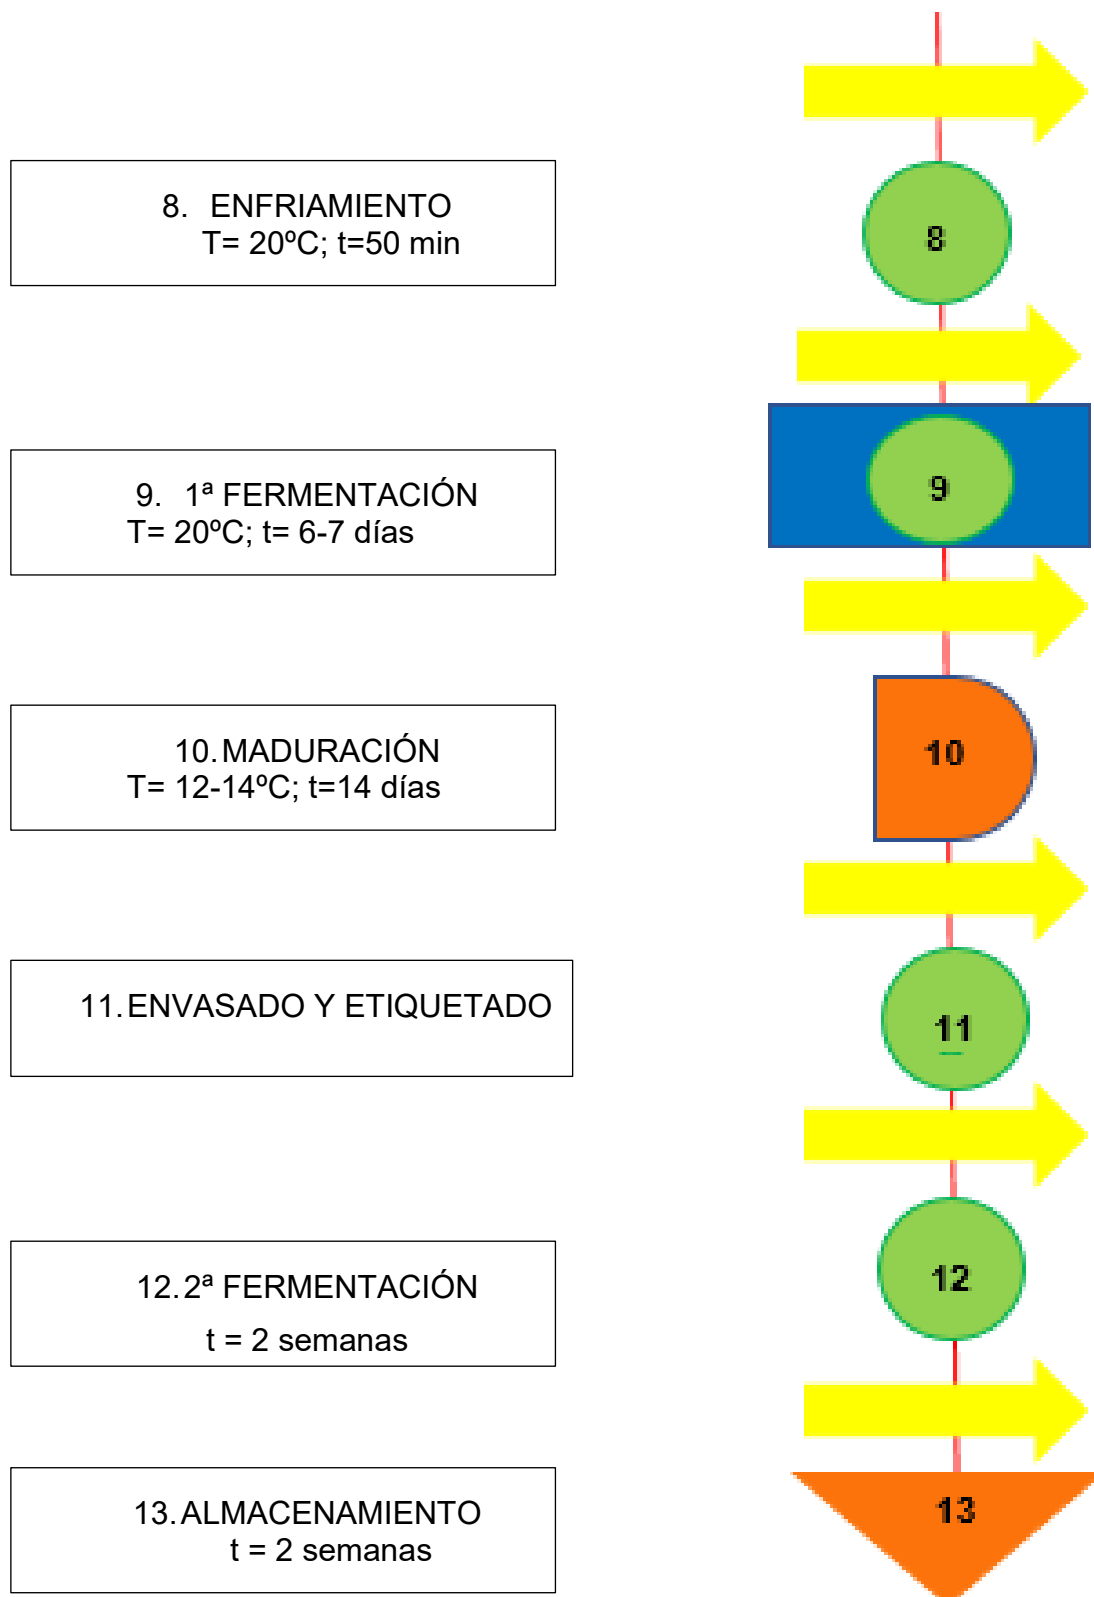 8. ENFRIAMIENTO
T= 20ºC; t=50 min
8
9. 1ª FERMENTACIÓN
T= 20ºC; t= 6-7 días
9
10. MADURACIÓN
T= 12-14ºC; t=14 días
10
11. ENVASADO Y ETIQUETADO
11
12. 2ª FERMENTACIÓN
t = 2 semanas
12
13. ALMACENAMIENTO
t = 2 semanas
13